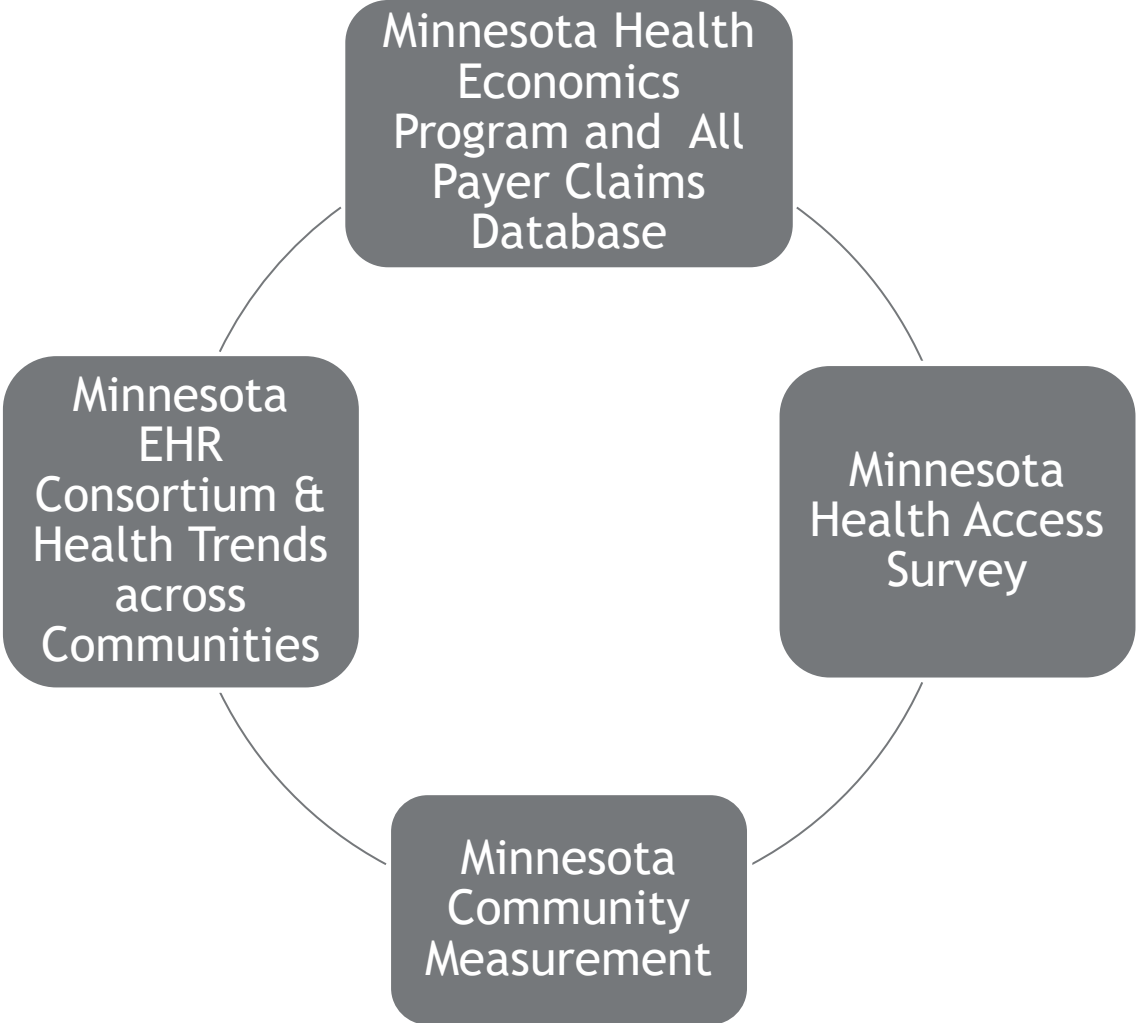 Minnesota Health
Economics
Program and  All
Payer Claims
Database
Minnesota
EHR
Consortium &
Health Trends
across
Communities
Minnesota
Health Access
Survey
Minnesota
Community
Measurement